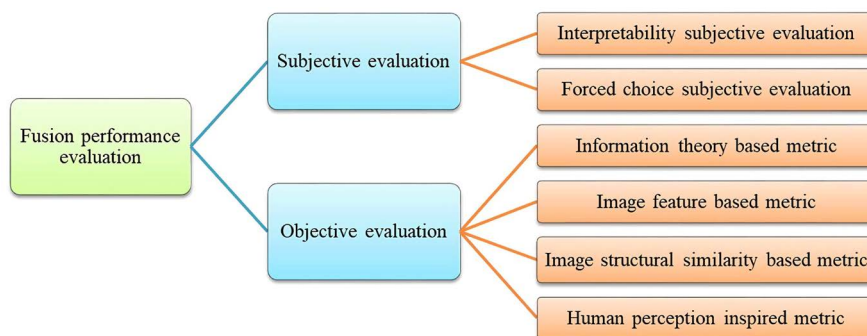 Fusion performance
evaluation
Subjective evaluation
Objective evaluation
Interpretability subjective evaluation
Forced choice subjective evaluation
Information theory based metric
Image feature based metric
Image structural similarity based metric
Human perception inspired metric